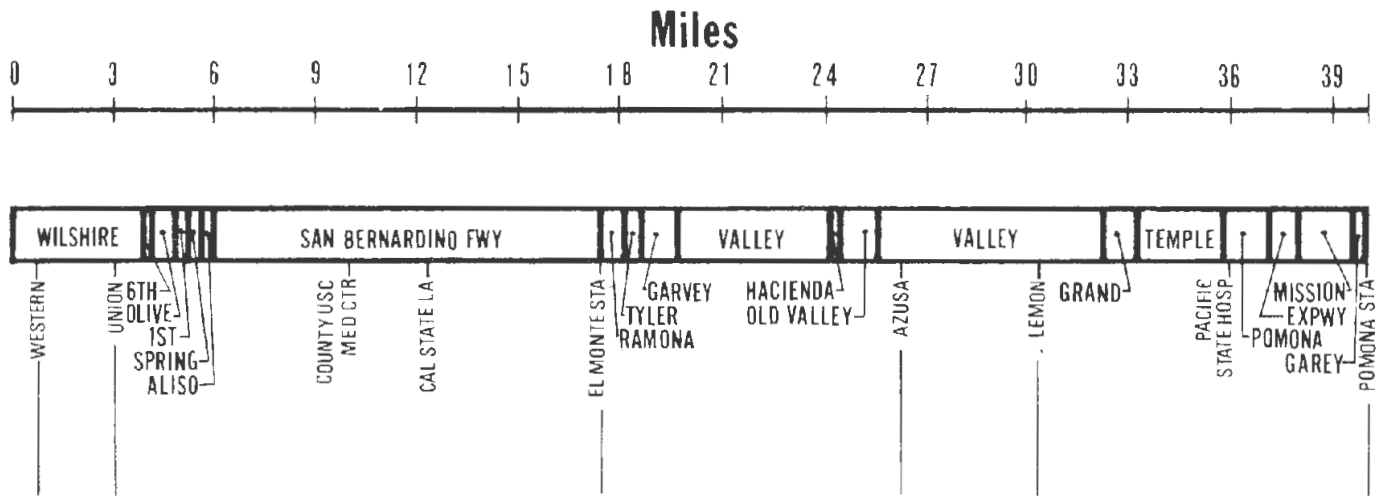 Miles
0 3 6 9 12 15 18 21 24 27 30 33 36 39
WILSHIRE SAN BERNARDINO FWY VALLEY VALLEY TEMPLE
6TH
OLIVE
1ST
SPRING
ALISO
GARVEY
TYLER
RAMONA
HACIENDA
OLD VALLEY
GRAND
MISSION
EXPWY
POMONA
GAREY
WESTERN
UNION
COUNTY USC
MED CTR
CAL STATE LA
EL MONTE STA
AZUSA
LEMON
PACIFIC
STATE HOSP
POMONA STA